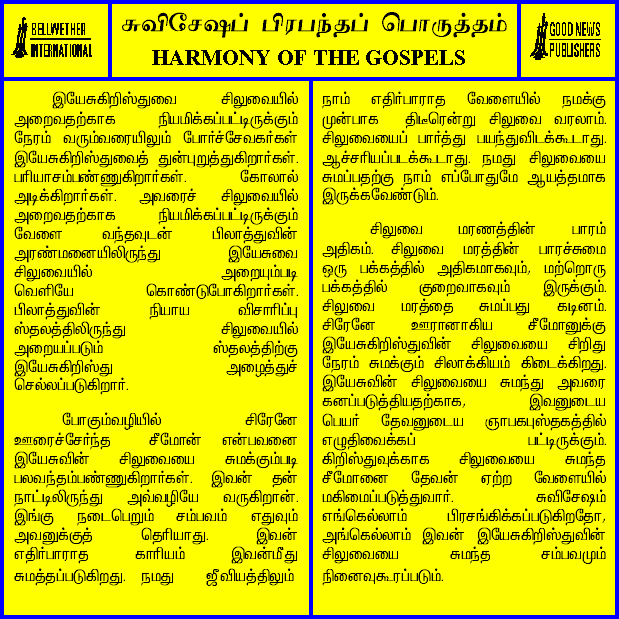 BELLWETHER
INTERNATIONAL
சுவிசேஷப் பிரபந்தப் பொருத்தம்
HARMONY OF THE GOSPELS
GOOD NEWS
PUBLISHERS
இயேசுகிறிஸ்துவை சிலுவையில்
அறைவதற்காக நியமிக்கப்பட்டிருக்கும்
நேரம் வரும்வரையிலும் போர்ச்சேவகர்கள்
இயேசுகிறிஸ்துவைத் துன்புறுத்துகிறார்கள்.
பரியாசம்பண்ணுகிறார்கள். கோலால்
அடிக்கிறார்கள். அவரைச் சிலுவையில்
அறைவதற்காக நியமிக்கப்பட்டிருக்கும்
வேளை வந்தவுடன் பிலாத்துவின்
அரண்மனையிலிருந்து இயேசுவை
சிலுவையில் அறையும்படி
வெளியே கொண்டுபோகிறார்கள்.
பிலாத்துவின் நியாய விசாரிப்பு
ஸ்தலத்திலிருந்து சிலுவையில்
அறையப்படும் ஸ்தலத்திற்கு
இயேசுகிறிஸ்து அழைத்துச்
செல்லப்படுகிறார்.
போகும்வழியில் சிரேனே
ஊரைச்சேர்ந்த சீமோன் என்பவனை
இயேசுவின் சிலுவையை சுமக்கும்படி
பலவந்தம்பண்ணுகிறார்கள். இவன் தன்
நாட்டிலிருந்து அவ்வழியே வருகிறான்.
இங்கு நடைபெறும் சம்பவம் எதுவும்
அவனுக்குத் தெரியாது. இவன்
எதிர்பாராத காரியம் இவன்மீது
சுமத்தப்படுகிறது. நமது ஜீவியத்திலும்
நாம் எதிர்பாராத வேளையில் நமக்கு
முன்பாக திடீரென்று சிலுவை வரலாம்.
சிலுவையைப் பார்த்து பயந்துவிடக்கூடாது.
ஆச்சரியப்படக்கூடாது. நமது சிலுவையை
சுமப்பதற்கு நாம் எப்போதுமே ஆயத்தமாக
இருக்கவேண்டும்.
சிலுவை மரணத்தின் பாரம்
அதிகம். சிலுவை மரத்தின் பாரச்சுமை
ஒரு பக்கத்தில் அதிகமாகவும், மற்றொரு
பக்கத்தில் குறைவாகவும் இருக்கும்.
சிலுவை மரத்தை சுமப்பது கடினம்.
சிரேனே ஊரானாகிய சீமோனுக்கு
இயேசுகிறிஸ்துவின் சிலுவையை சிறிது
நேரம் சுமக்கும் சிலாக்கியம் கிடைக்கிறது.
இயேசுவின் சிலுவையை சுமந்து அவரை
கனப்படுத்தியதற்காக, இவனுடைய
பெயர் தேவனுடைய ஞாபகபுஸ்தகத்தில்
எழுதிவைக்கப் பட்டிருக்கும்.
கிறிஸ்துவுக்காக சிலுவையை சுமந்த
சீமோனை தேவன் ஏற்ற வேளையில்
மகிமைப்படுத்துவார். சுவிசேஷம்
எங்கெல்லாம் பிரசங்கிக்கப்படுகிறதோ,
அங்கெல்லாம் இவன் இயேசுகிறிஸ்துவின்
சிலுவையை சுமந்த சம்பவமும்
நினைவுகூரப்படும்.